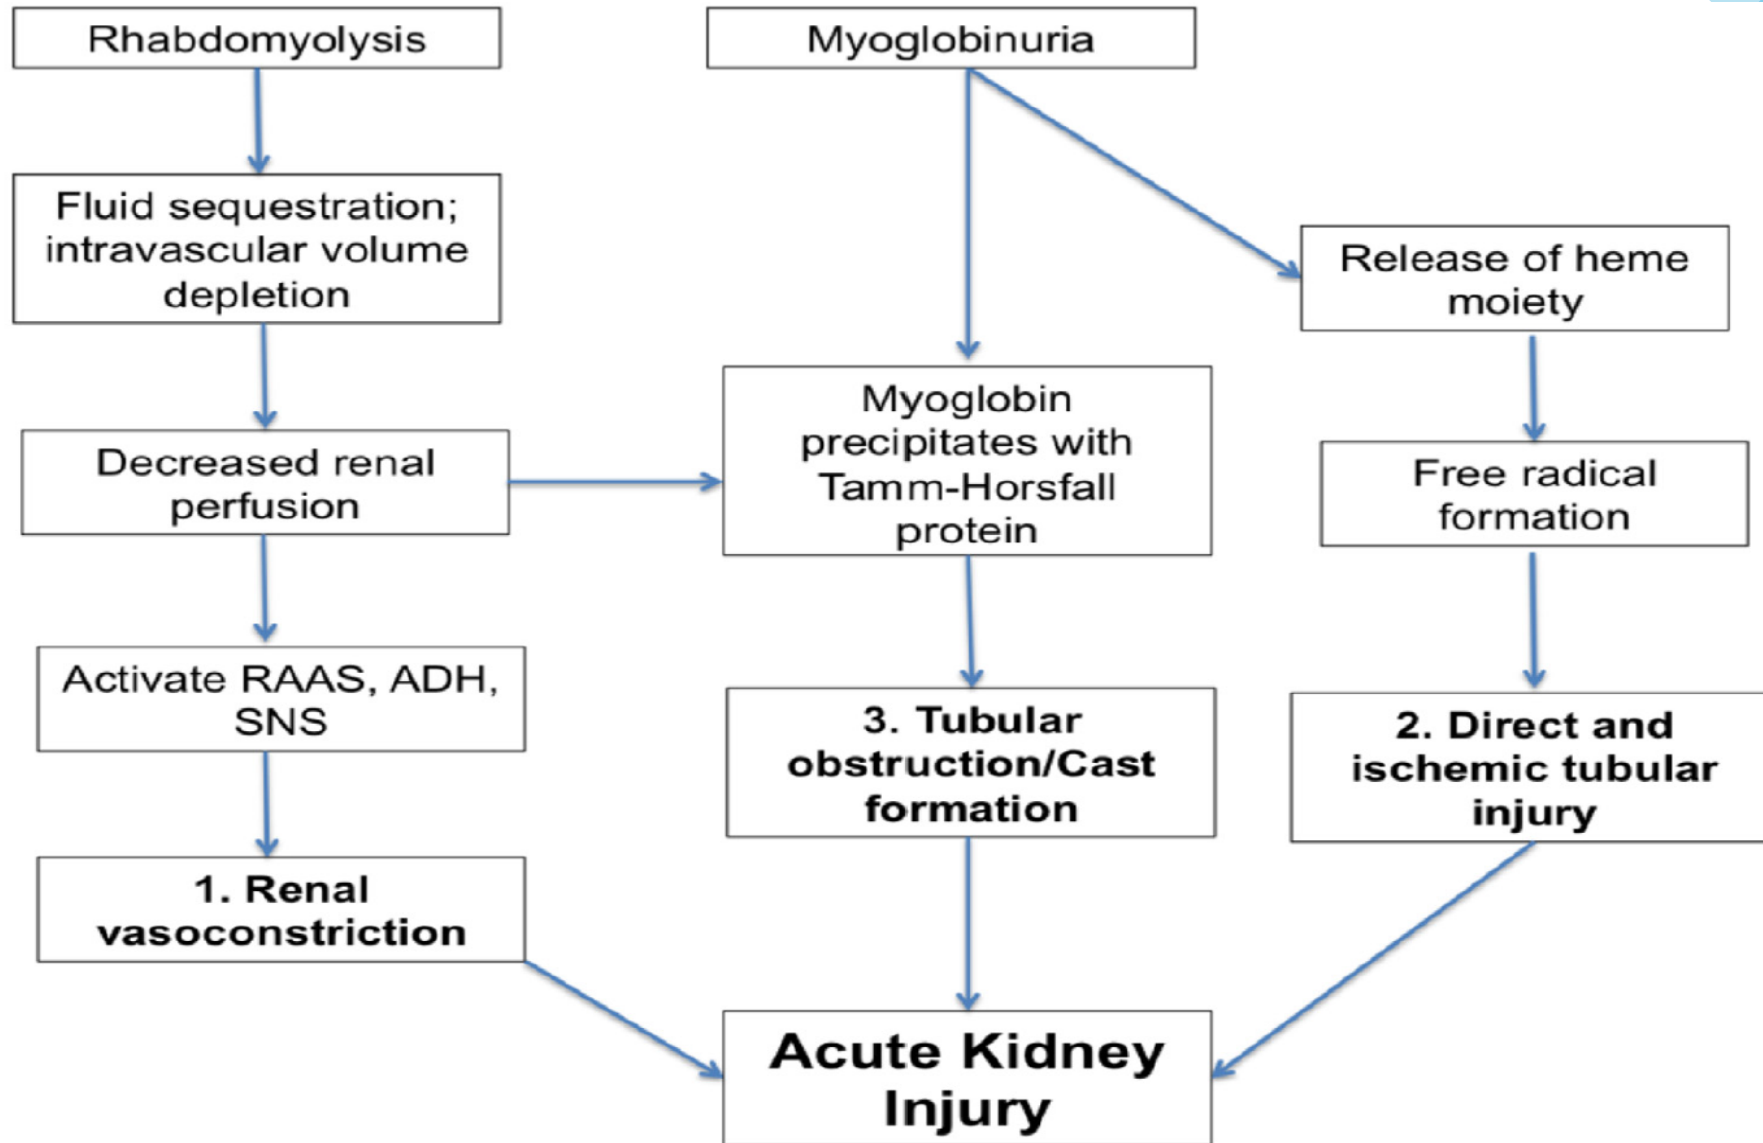 Rhabdomyolysis
Myoglobinuria
Fluid sequestration;
intravascular volume
depletion
Release of heme
moiety
Decreased renal
perfusion
Myoglobin
precipitates with
Tamm-Horsfall
protein
Free radical
formation
Activate RAAS, ADH,
SNS
3. Tubular
obstruction/Cast
formation
2. Direct and
ischemic tubular
injury
1. Renal
vasoconstriction
Acute Kidney
Injury